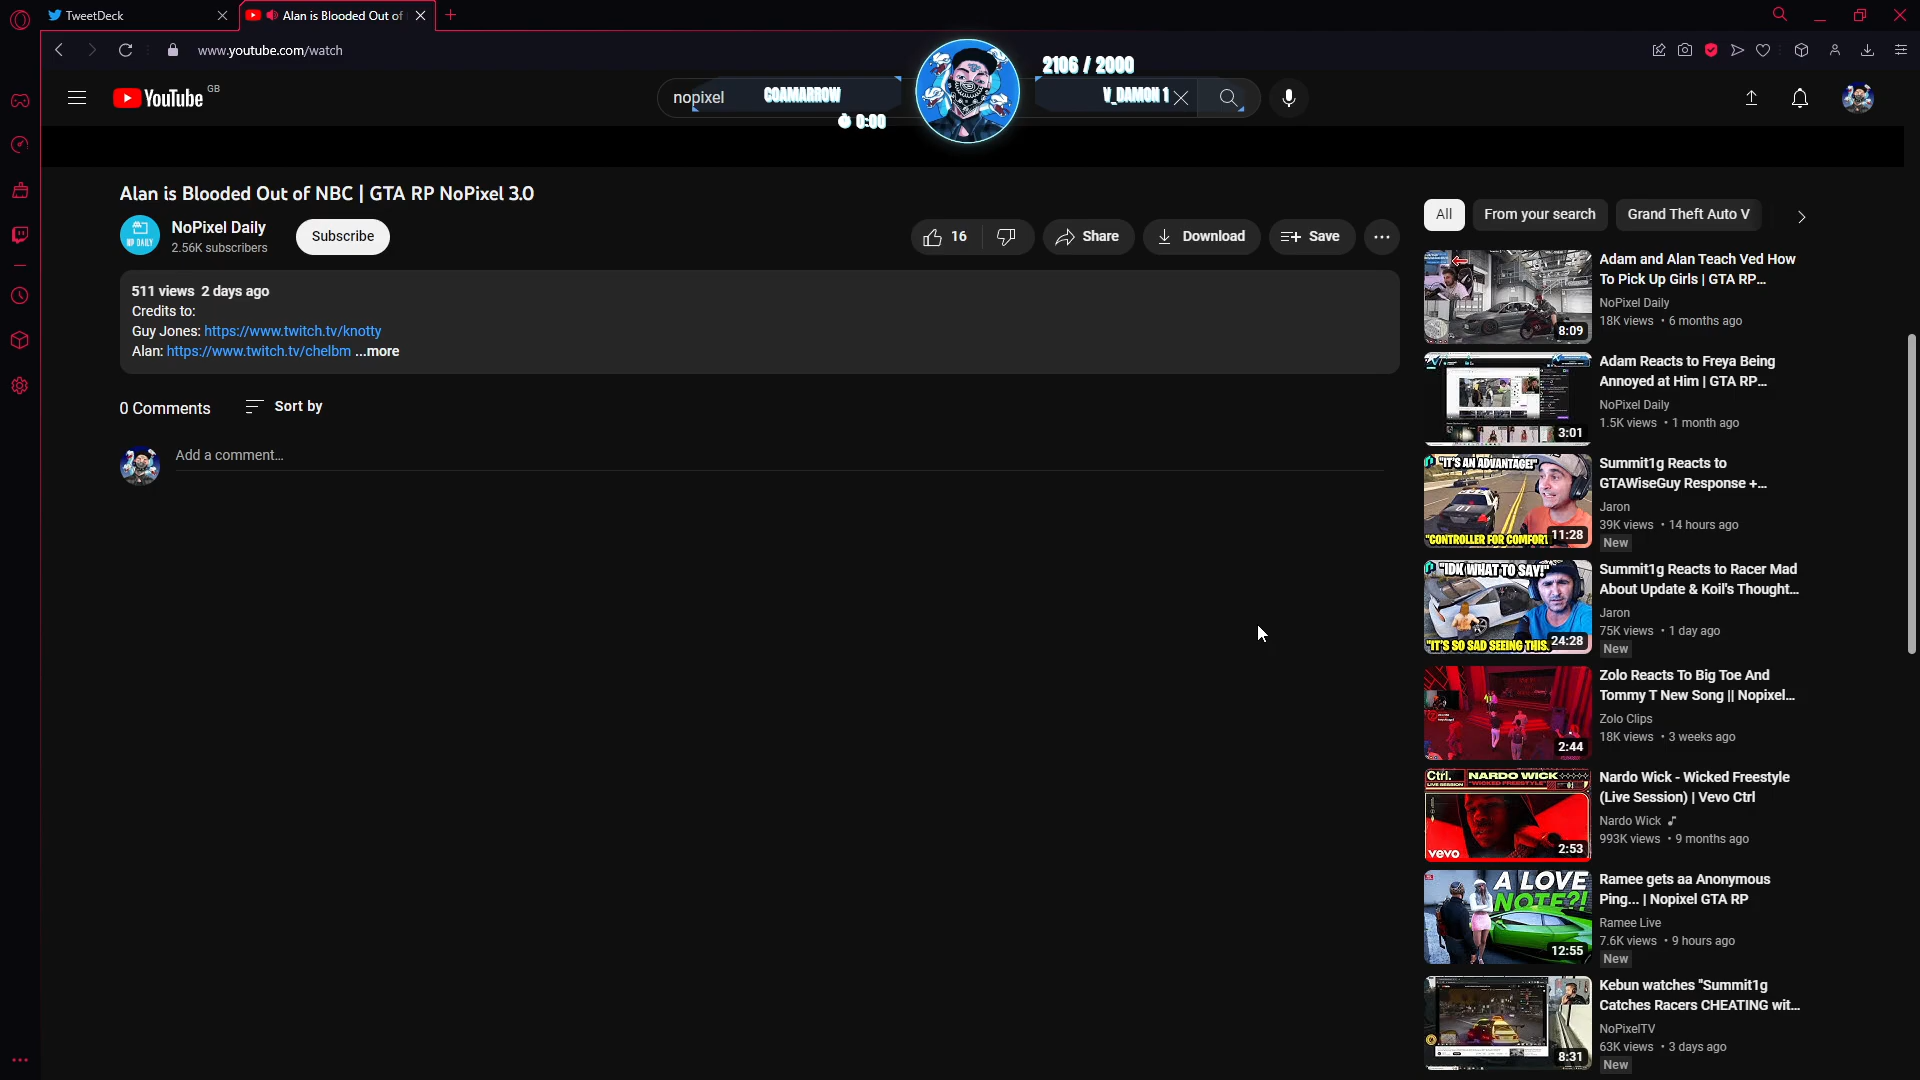 TweetDeck
Alan is Blooded Out of
www.youtube.com/watch
2106 / 2000
YouTube GB
nopixel
COAMARROW
V_DAMON 1
0:00
Alan is Blooded Out of NBC | GTA RP NoPixel 3.0
NP DAILY
NoPixel Daily
2.56K subscribers
Subscribe
16
Share
Download
Save
511 views 2 days ago
Credits to:
Guy Jones: https://www.twitch.tv/knotty
Alan: https://www.twitch.tv/chelbm ...more
0 Comments
Sort by
Add a comment...
All
From your search
Grand Theft Auto V
8:09
Adam and Alan Teach Ved How
To Pick Up Girls | GTA RP...
NoPixel Daily
18K views • 6 months ago
3:01
Adam Reacts to Freya Being
Annoyed at Him | GTA RP...
NoPixel Daily
1.5K views • 1 month ago
"IT'S AN ADVANTAGE!"
"CONTROLLER FOR COMFORT
11:28
Summit1g Reacts to
GTAWiseGuy Response +...
Jaron
39K views • 14 hours ago
New
"IDK WHAT TO SAY!"
"IT'S SO SAD SEEING THIS.
24:28
Summit1g Reacts to Racer Mad
About Update & Koil's Thought...
Jaron
75K views • 1 day ago
New
2:44
Zolo Reacts To Big Toe And
Tommy T New Song || Nopixel...
Zolo Clips
18K views • 3 weeks ago
Ctrl.
LIVE SESSION
NARDO WICK
"WICKED FREESTYLE"
vevo
2:53
Nardo Wick - Wicked Freestyle
(Live Session) | Vevo Ctrl
Nardo Wick
993K views • 9 months ago
A LOVE
NOTE?!
12:55
Ramee gets aa Anonymous
Ping... | Nopixel GTA RP
Ramee Live
7.6K views • 9 hours ago
New
8:31
Kebun watches "Summit1g
Catches Racers CHEATING wit...
NoPixelTV
63K views • 3 days ago
New